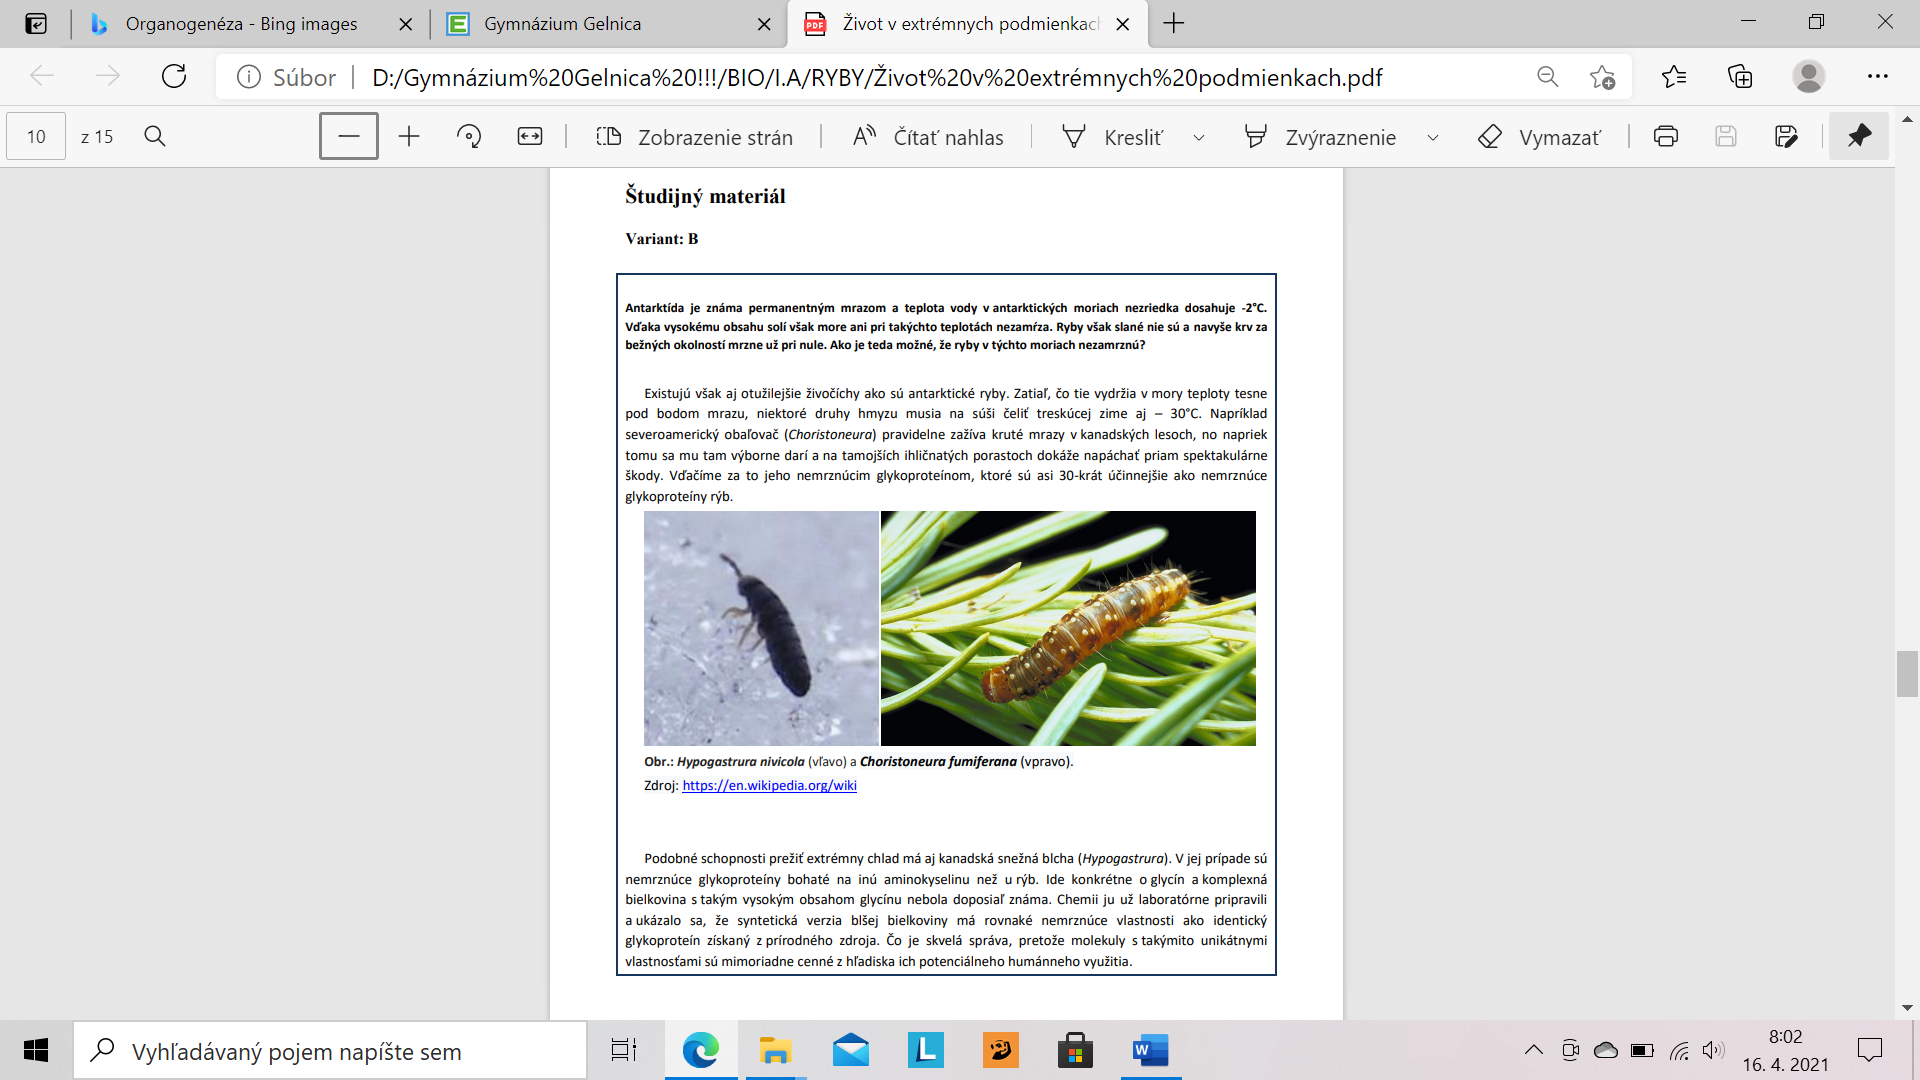 Organogenéza - Bing images
Gymnázium Gelnica
Život v extrémnych podmienkach
Súbor
D:/Gymnázium%20Gelnica%20!!!/BIO/I.A/RYBY/Život%20v%20extrémnych%20podmienkach.pdf
10 z 15
Zobrazenie strán
Čítať nahlas
Kresliť
Zvýraznenie
Vymazať
Študijný materiál
Variant: B
Antarktída je známa permanentným mrazom a teplota vody v antarktických moriach nezriedka dosahuje -2°C.
Vďaka vysokému obsahu solí však more ani pri takýchto teplotách nezamŕza. Ryby však slané nie sú a navyše krv za
bežných okolností mrzne už pri nule. Ako je teda možné, že ryby v týchto moriach nezamrznú?
Existujú však aj otužilejšie živočíchy ako sú antarktické ryby. Zatiaľ, čo tie vydržia v mory teploty tesne
pod bodom mrazu, niektoré druhy hmyzu musia na súši čeliť treskúcej zime aj – 30°C. Napríklad
severoamerický obaľovač (Choristoneura) pravidelne zažíva kruté mrazy v kanadských lesoch, no napriek
tomu sa mu tam výborne darí a na tamojších ihličnatých porastoch dokáže napáchať priam spektakulárne
škody. Vďačíme za to jeho nemrznúcim glykoproteínom, ktoré sú asi 30-krát účinnejšie ako nemrznúce
glykoproteíny rýb.
Obr.: Hypogastrura nivicola (vľavo) a Choristoneura fumiferana (vpravo).
Zdroj: https://en.wikipedia.org/wiki
Podobné schopnosti prežiť extrémny chlad má aj kanadská snežná blcha (Hypogastrura). V jej prípade sú
nemrznúce glykoproteíny bohaté na inú aminokyselinu než u rýb. Ide konkrétne o glycín a komplexná
bielkovina s takým vysokým obsahom glycínu nebola doposiaľ známa. Chemii ju už laboratórne pripravili
a ukázalo sa, že syntetická verzia blšej bielkoviny má rovnaké nemrznúce vlastnosti ako identický
glykoproteín získaný z prírodného zdroja. Čo je skvelá správa, pretože molekuly s takýmito unikátnymi
vlastnosťami sú mimoriadne cenné z hľadiska ich potenciálneho humánneho využitia.
Vyhľadávaný pojem napíšte sem
8:02
16. 4. 2021